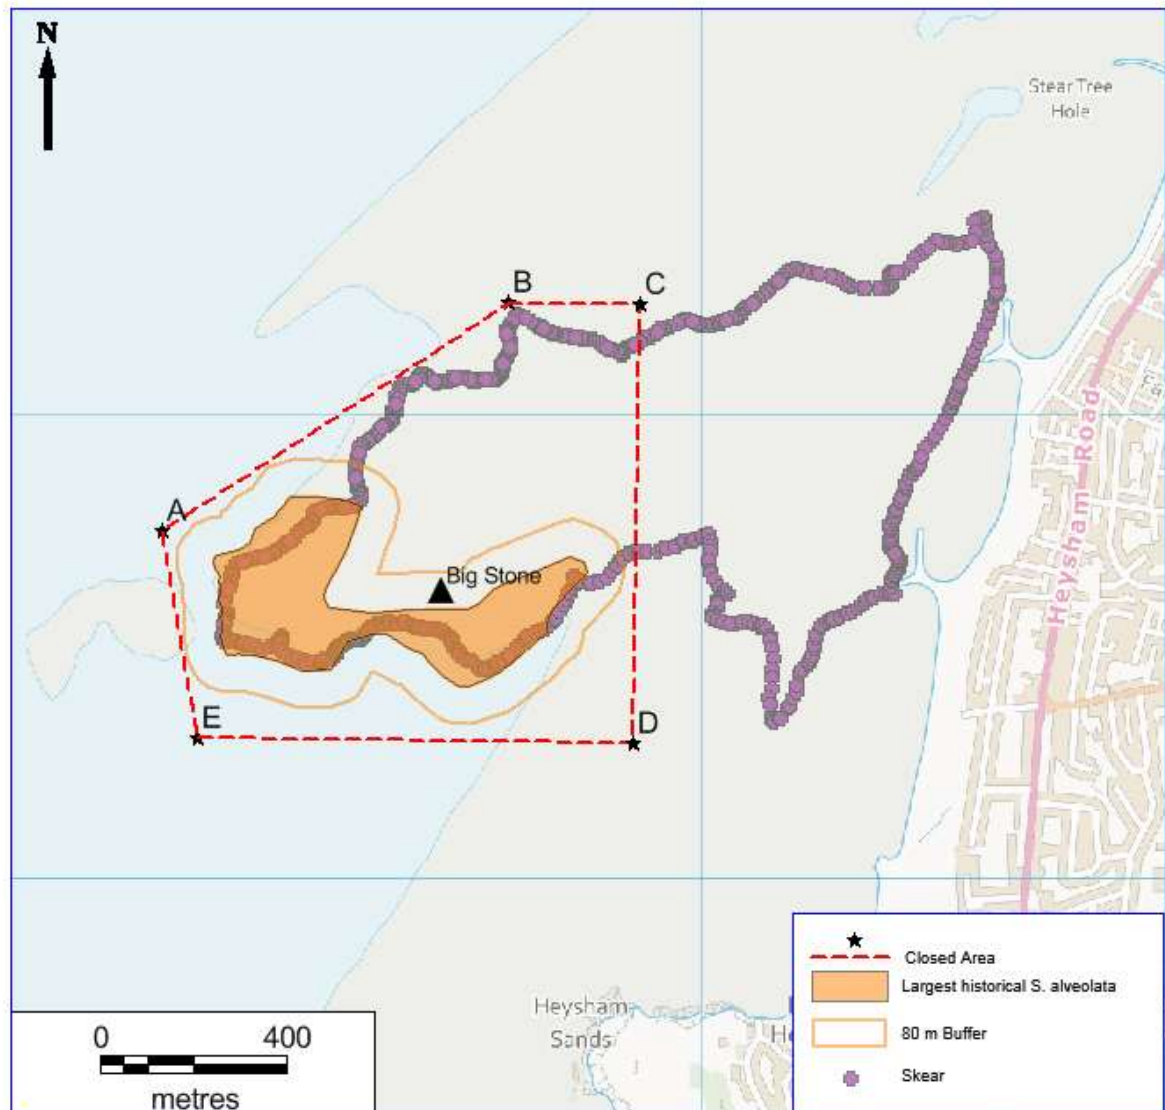 N
Stear Tree
Hole
B
C
A
Big Stone
Heysham Road
E
D
Closed Area
Largest historical S. alveolata
80 m Buffer
Skear
Heysham
Sands
0
400
metres